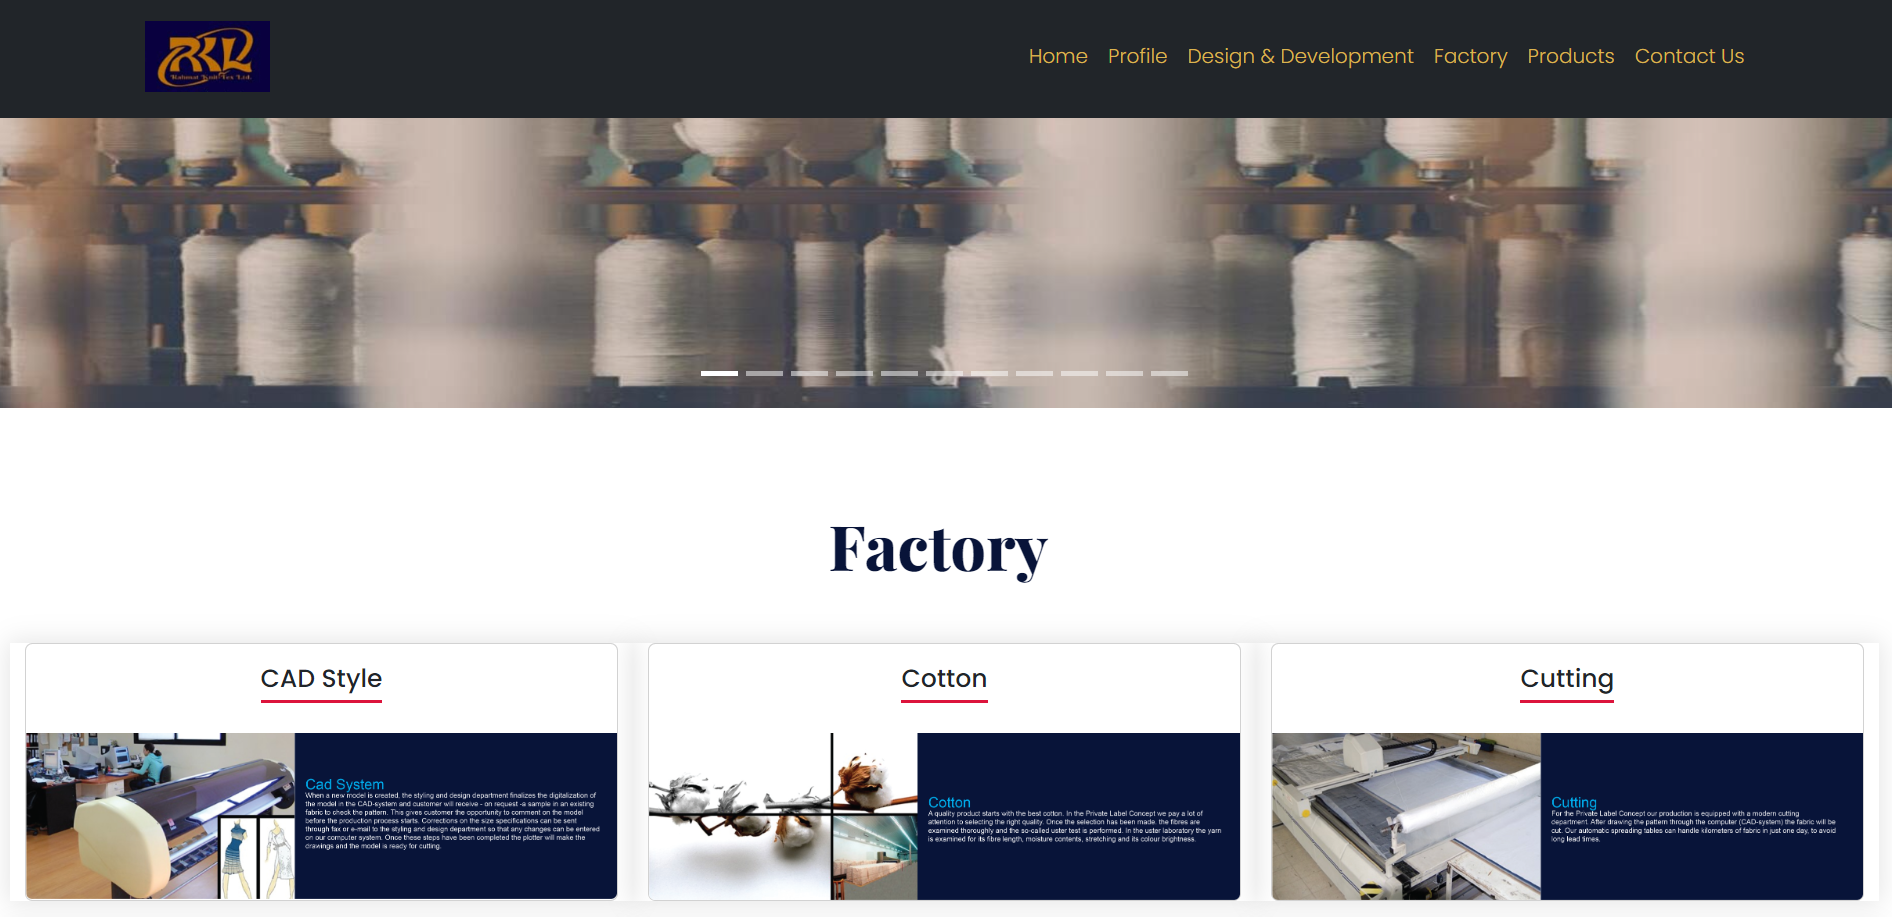 RKL
Rahmat Knit Tex Ltd.
Home Profile Design & Development Factory Products Contact Us
Factory
CAD Style
Cad System
When a new model is created, the styling and design department finalizes the digitalization of
the model in the CAD-system and customer will receive - on request -a sample in an existing
fabric to check the pattern. This gives customer the opportunity to comment on the model
before the production process starts. Corrections on the size specifications can be sent
through fax or e-mail to the styling and design department so that any changes can be entered
on our computer system. Once these steps have been completed the plotter will make the
drawings and the model is ready for cutting.
Cotton
Cotton
A quality product starts with the best cotton. In the Private Label Concept we pay a lot of
attention to selecting the right quality. Once the selection has been made, the fibres are
examined thoroughly and the so-called uster test is performed. In the uster laboratory the yarn
is examined for its fibre length, moisture contents, stretching and its colour brightness.
Cutting
Cutting
For the Private Label Concept our production is equipped with a modern cutting
department. After drawing the pattern through the computer (CAD-system) the fabric will be
cut. Our automatic spreading tables can handle kilometers of fabric in just one day, to avoid
long lead times.